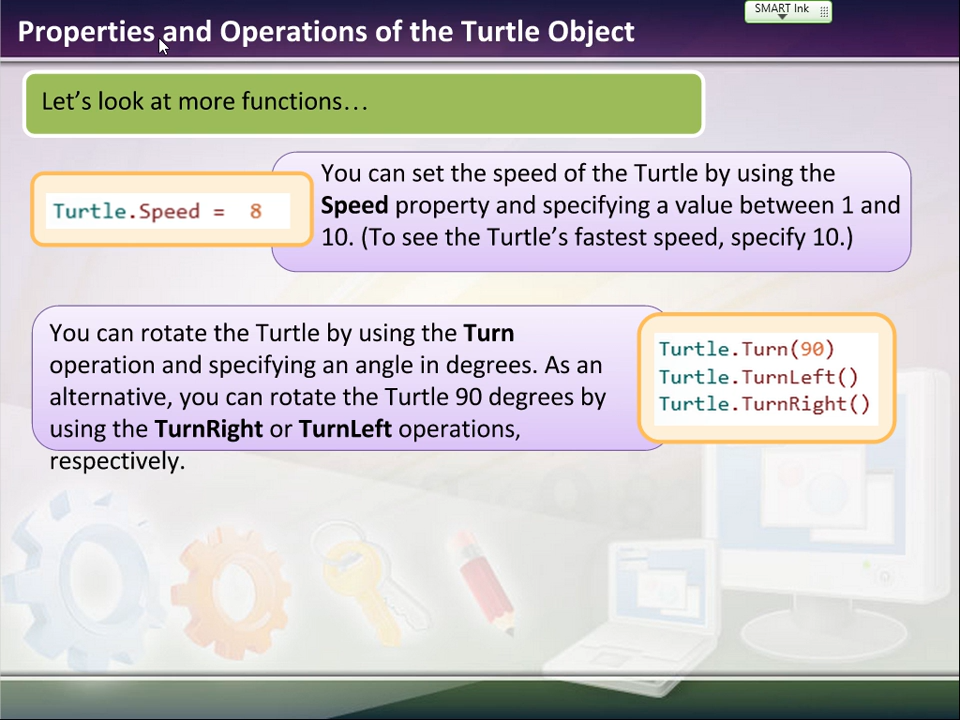 Properties and Operations of the Turtle Object
SMART Ink
Let's look at more functions...
You can set the speed of the Turtle by using the
Speed property and specifying a value between 1 and
10. (To see the Turtle's fastest speed, specify 10.)
Turtle.Speed = 8
You can rotate the Turtle by using the Turn
operation and specifying an angle in degrees. As an
alternative, you can rotate the Turtle 90 degrees by
using the TurnRight or TurnLeft operations,
respectively.
Turtle.Turn(90)
Turtle.TurnLeft()
Turtle.TurnRight()